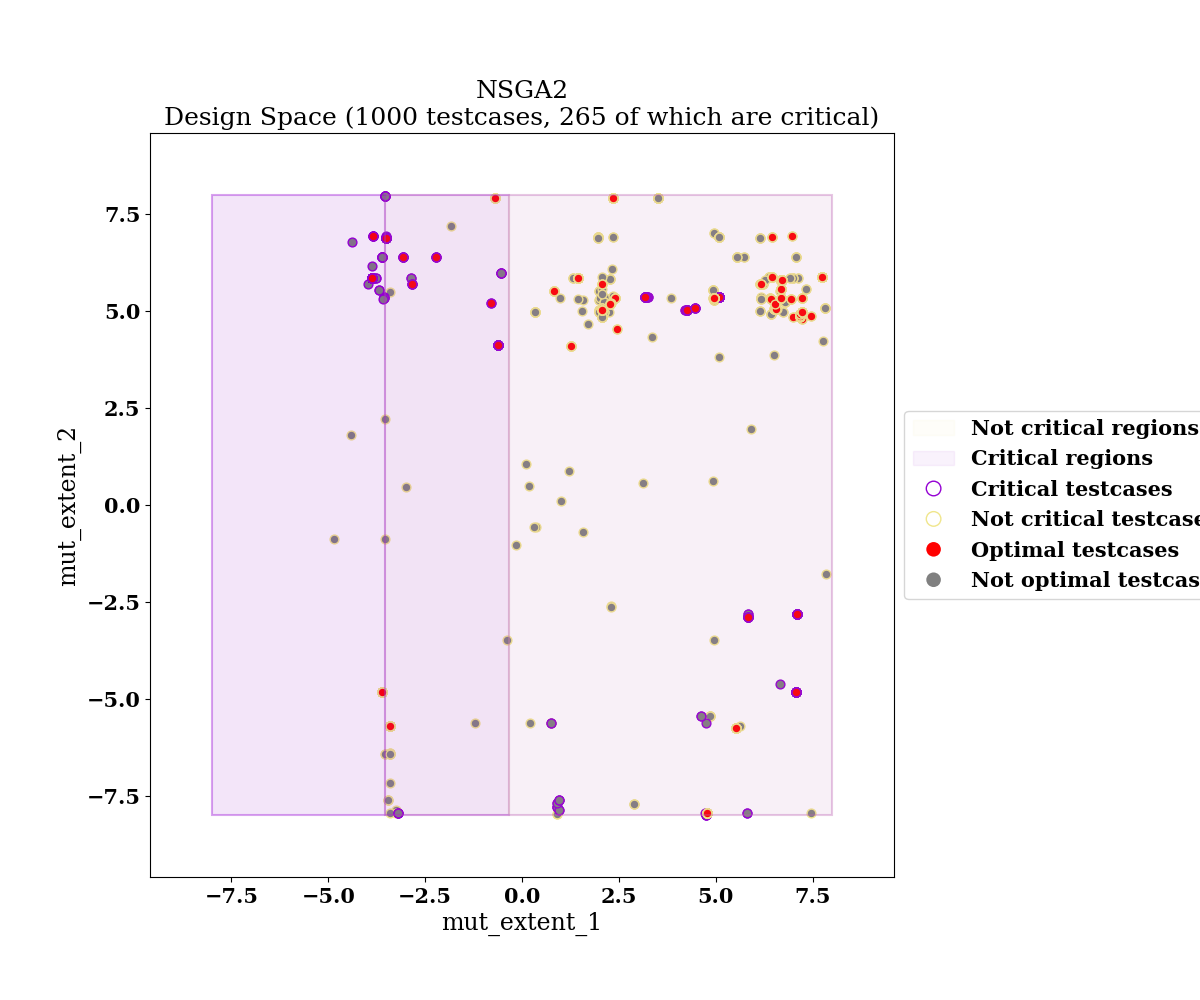 NSGA2
Design Space (1000 testcases, 265 of which are critical)
7.5
5.0
2.5
0.0
−2.5
−5.0
−7.5
mut_extent_2
−7.5
−5.0
−2.5
0.0
2.5
5.0
7.5
mut_extent_1
Not critical regions
Critical regions
Critical testcases
Not critical testcase
Optimal testcases
Not optimal testcas